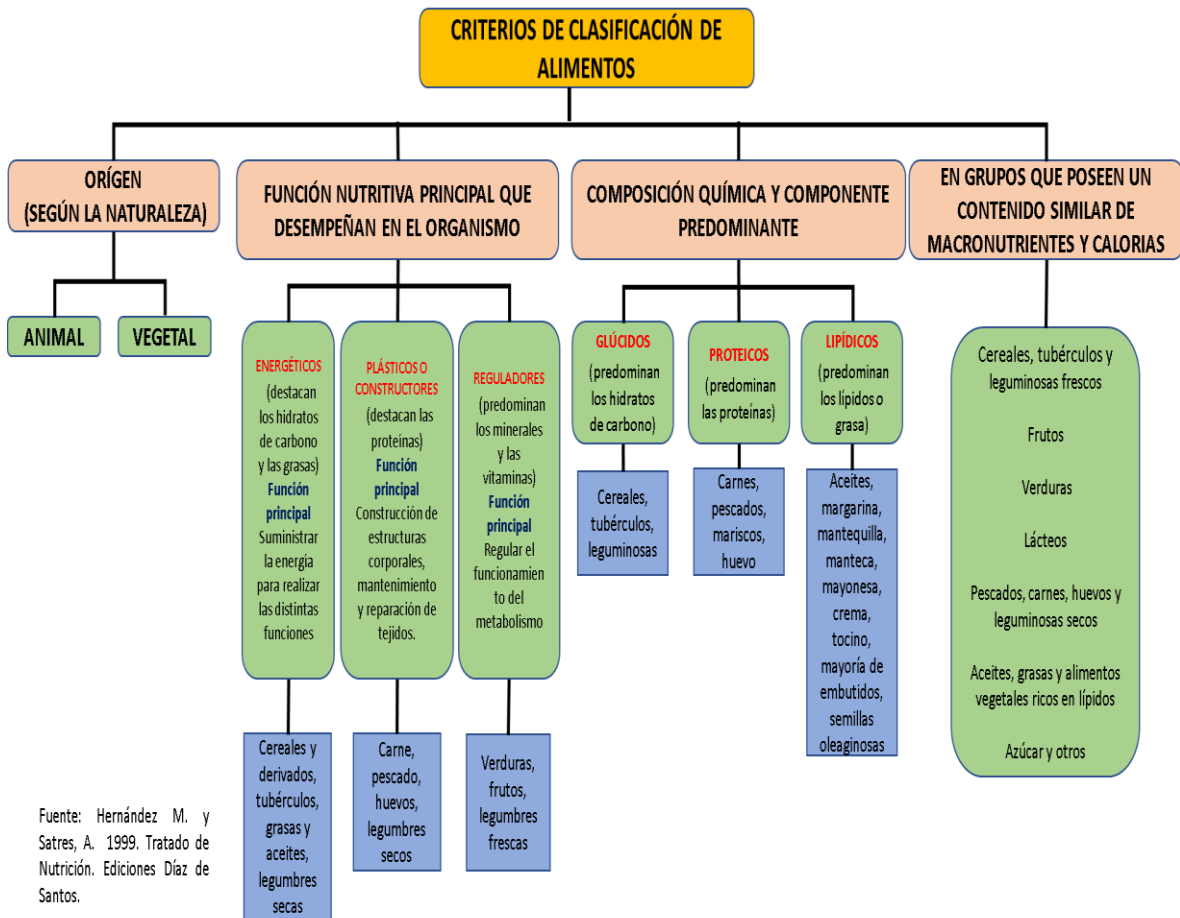 CRITERIOS DE CLASIFICACIÓN DE
ALIMENTOS
ORÍGEN
(SEGÚN LA NATURALEZA)
ANIMAL
VEGETAL
FUNCIÓN NUTRITIVA PRINCIPAL QUE
DESEMPEÑAN EN EL ORGANISMO
ENERGÉTICOS
(destacan
los hidratos
de carbono
y las grasas)
Función
principal
Suministrar
la energía
para realizar
las distintas
funciones
Cereales y
derivados,
tubérculos,
grasas y
aceites,
legumbres
secas
PLÁSTICOS O
CONSTRUCTORES
(destacan las
proteínas)
Función
principal
Construcción de
estructuras
corporales,
mantenimiento
y reparación de
tejidos.
Carne,
pescado,
huevos,
legumbres
secos
REGULADORES
(predominan
los minerales
y las
vitaminas)
Función
principal
Regular el
funcionamien
to del
metabolismo
Verduras,
frutos,
legumbres
frescas
COMPOSICIÓN QUÍMICA Y COMPONENTE
PREDOMINANTE
GLÚCIDOS
(predominan
los hidratos
de carbono)
Cereales,
tubérculos,
leguminosas
PROTEICOS
(predominan
las proteínas)
Carnes,
pescados,
mariscos,
huevo
LIPÍDICOS
(predominan
los lípidos o
grasa)
Aceites,
margarina,
mantequilla,
manteca,
mayonesa,
crema,
tocino,
mayoría de
embutidos,
semillas
oleaginosas
EN GRUPOS QUE POSEEN UN
CONTENIDO SIMILAR DE
MACRONUTRIENTES Y CALORIAS
Cereales, tubérculos y
leguminosas frescos
Frutos
Verduras
Lácteos
Pescados, carnes, huevos y
leguminosas secos
Aceites, grasas y alimentos
vegetales ricos en lípidos
Azúcar y otros
Fuente: Hernández M. y
Satres, A. 1999. Tratado de
Nutrición. Ediciones Díaz de
Santos.